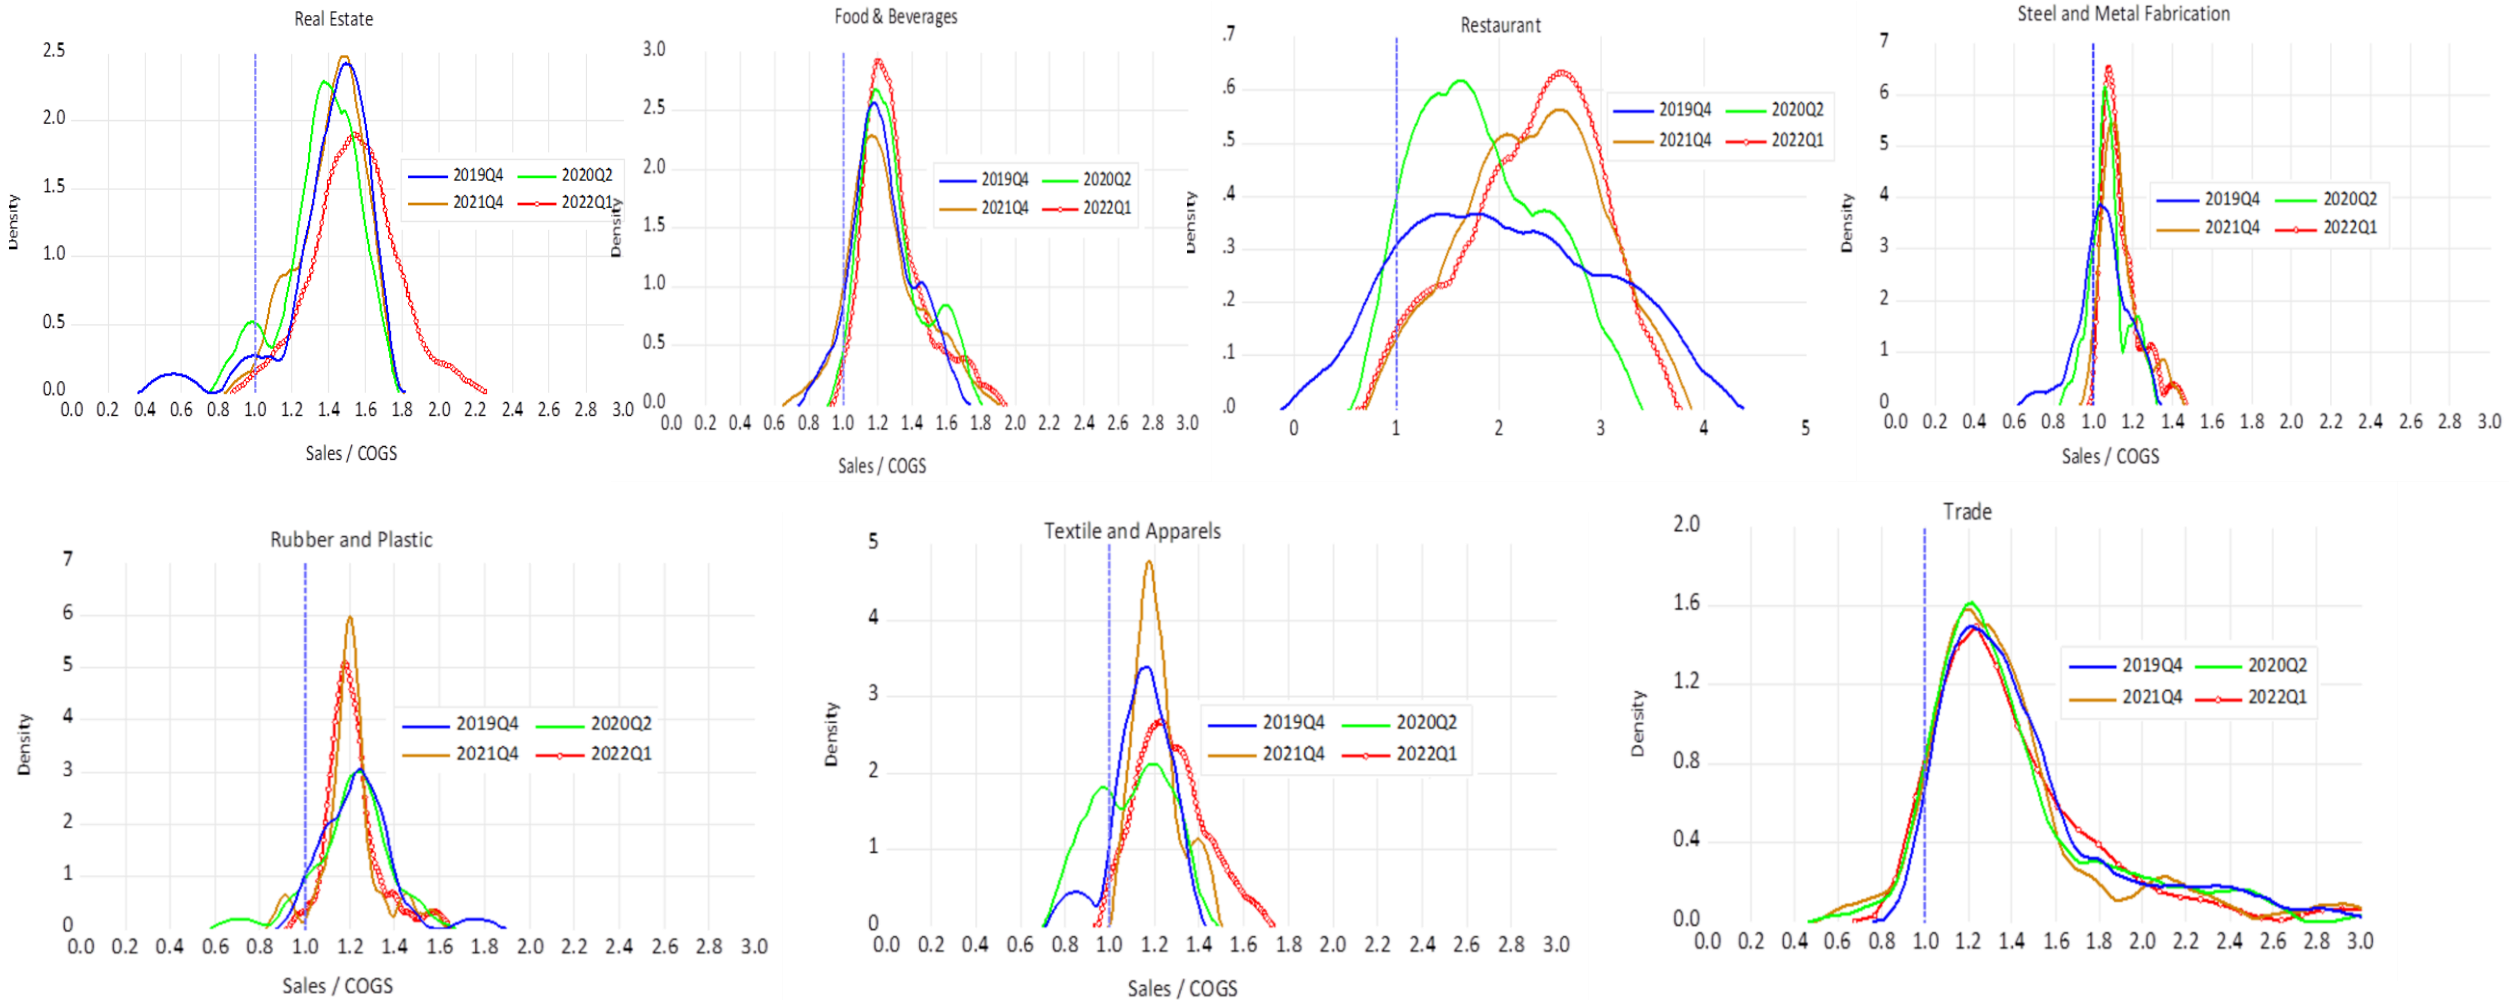 Real Estate
2.5
2.0
1.5
1.0
0.5
0.0
Density
0.0 0.2 0.4 0.6 0.8 1.0 1.2 1.4 1.6 1.8 2.0 2.2 2.4 2.6 2.8 3.0
Sales / COGS
2019Q4 2020Q2
2021Q4 2022Q1
Food & Beverages
3.0
2.5
2.0
1.5
1.0
0.5
0.0
Density
0.0 0.2 0.4 0.6 0.8 1.0 1.2 1.4 1.6 1.8 2.0 2.2 2.4 2.6 2.8 3.0
Sales / COGS
2019Q4 2020Q2
2021Q4 2022Q1
Restaurant
.7
.6
.5
.4
.3
.2
.1
.0
Density
0 1 2 3 4 5
2019Q4 2020Q2
2021Q4 2022Q1
Steel and Metal Fabrication
7
6
5
4
3
2
1
0
Density
0.0 0.2 0.4 0.6 0.8 1.0 1.2 1.6 1.2 1.8 2.0 2.2 2.4 2.6 2.8 3.0
Sales / COGS
2019Q4 2020Q2
2021Q4 2022Q1
Rubber and Plastic
7
6
5
4
3
2
1
0
Density
0.0 0.2 0.4 0.6 0.8 1.0 1.2 1.4 1.6 1.2 2.0 2.2 2.4 2.6 2.8 3.0
Sales / COGS
2019Q4 2020Q2
2021Q4 2022Q1
Textile and Apparels
5
4
3
2
1
0
Density
0.0 0.2 0.4 0.6 0.8 1.0 1.2 1.4 1.6 1.8 2.0 2.2 2.4 2.6 2.8 3.0
Sales / COGS
2019Q4 2020Q2
2021Q4 2022Q1
Trade
2.0
1.6
1.2
0.8
0.4
0.0
Density
0.0 0.2 0.4 0.6 0.8 1.0 1.2 1.4 1.6 1.8 2.0 2.2 2.4 2.6 2.8 3.0
2019Q4 2020Q2
2021Q4 2022Q1